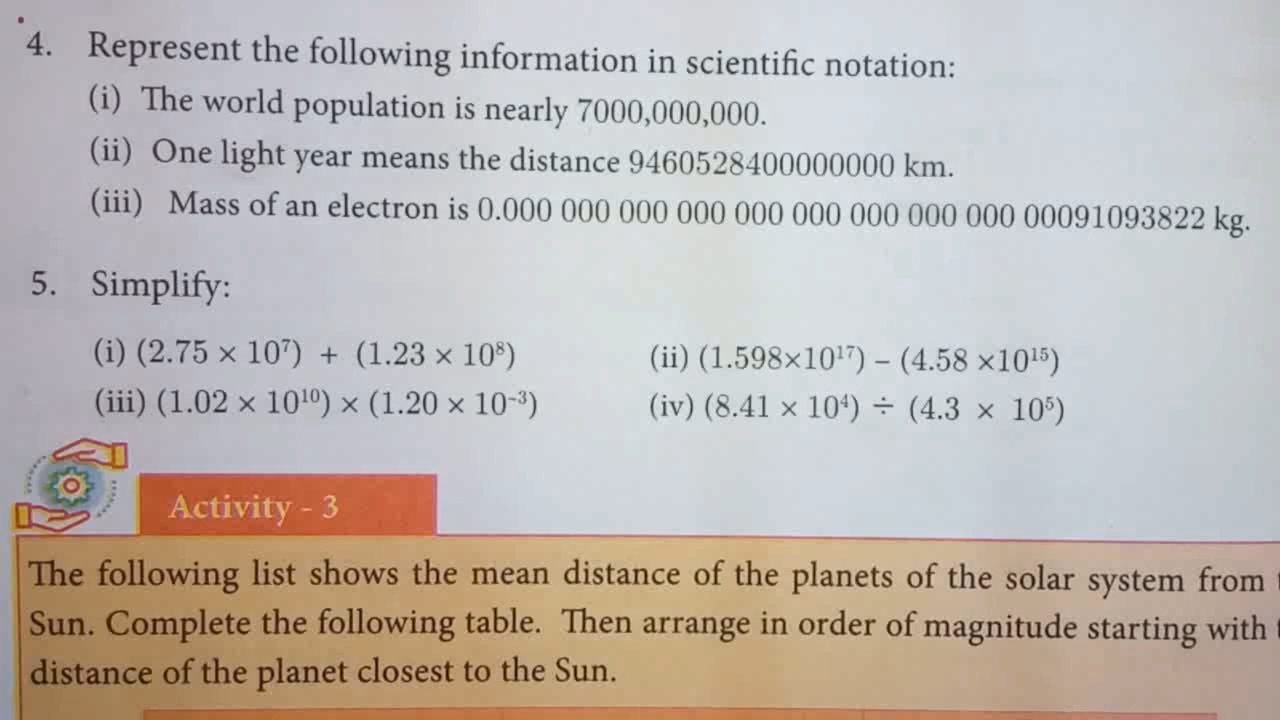 4. Represent the following information in scientific notation:
(i) The world population is nearly 7000,000,000.
(ii) One light year means the distance 9460528400000000 km.
(iii) Mass of an electron is 0.000 000 000 000 000 000 000 000 000 00091093822 kg.
5. Simplify:
(i) (2.75 × 10⁷) + (1.23 × 10⁸) (ii) (1.598×10¹⁷) – (4.58 ×10¹⁵)
(iii) (1.02 × 10¹⁰) × (1.20 × 10⁻³) (iv) (8.41 × 10⁴) ÷ (4.3 × 10⁵)
Activity - 3
The following list shows the mean distance of the planets of the solar system from
Sun. Complete the following table. Then arrange in order of magnitude starting with
distance of the planet closest to the Sun.